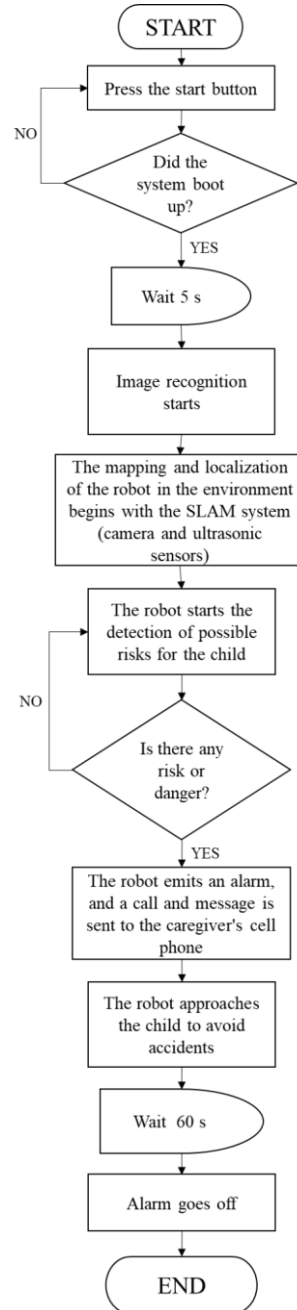 START
Press the start button
NO
Did the
system boot
up?
YES
Wait 5 s
Image recognition
starts
The mapping and localization
of the robot in the environment
begins with the SLAM system
(camera and ultrasonic
sensors)
The robot starts the
detection of possible
risks for the child
NO
Is there any
risk or
danger?
YES
The robot emits an alarm,
and a call and message is
sent to the caregiver's cell
phone
The robot approaches
the child to avoid
accidents
Wait 60 s
Alarm goes off
END